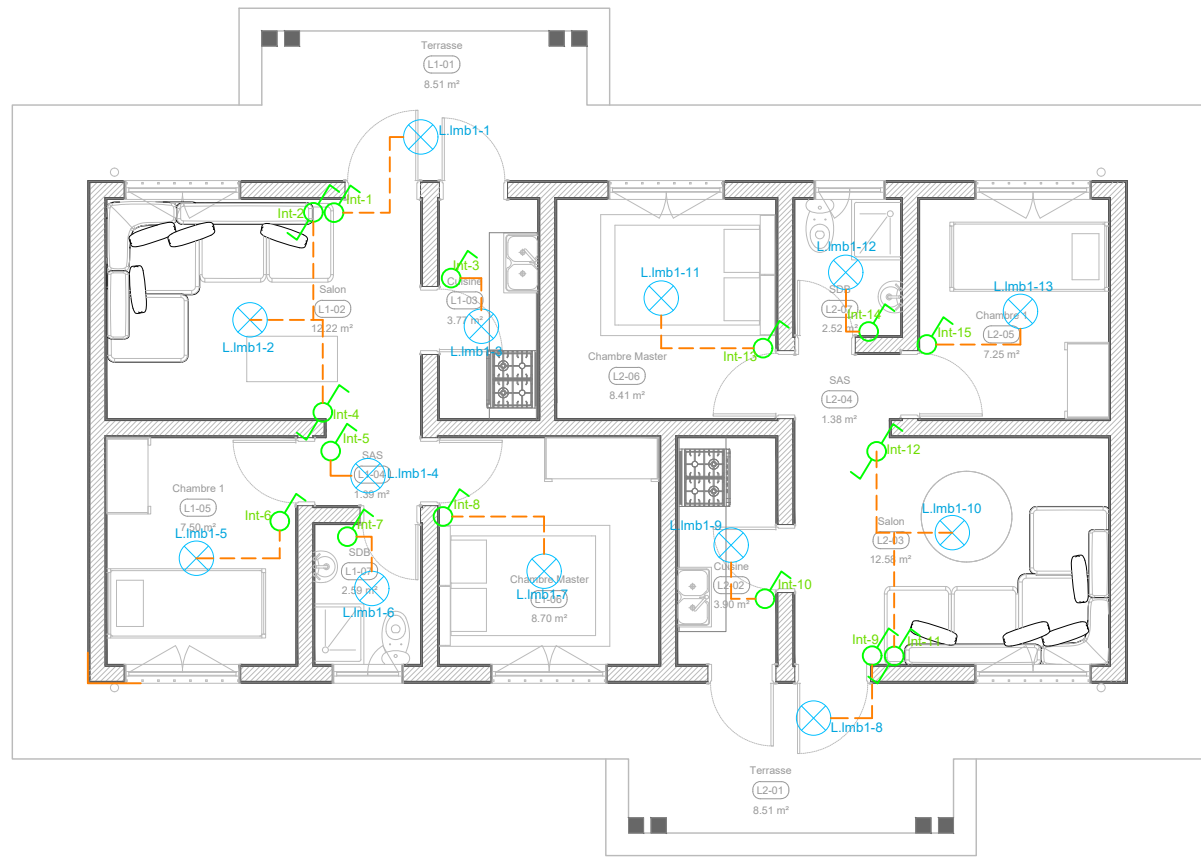 Terrasse
L1-01
8.51 m²
L.lmb1-1
Int-1
Int-2
Int-3
Cuisine
L1-03
3.77 m²
L.lmb1-3
Salon
L1-02
12.22 m²
L.lmb1-2
Int-4
Int-5
SAS
L1-04
1.39 m²
L.lmb1-4
Chambre 1
L1-05
7.50 m²
L.lmb1-5
Int-6
Int-7
SDB
L1-07
2.59 m²
L.lmb1-6
Int-8
Chambre Master
L1-06
8.70 m²
L.lmb1-7
L.lmb1-11
Int-13
Chambre Master
L2-06
8.41 m²
L.lmb1-12
SDB
L2-07
2.52 m²
Int-14
L.lmb1-13
Chambre 1
L2-05
7.25 m²
Int-15
SAS
L2-04
1.38 m²
Int-12
L.lmb1-9
Cuisine
L2-02
3.90 m²
Int-10
L.lmb1-10
Salon
L2-03
12.58 m²
Int-9
Int-11
L.lmb1-8
Terrasse
L2-01
8.51 m²